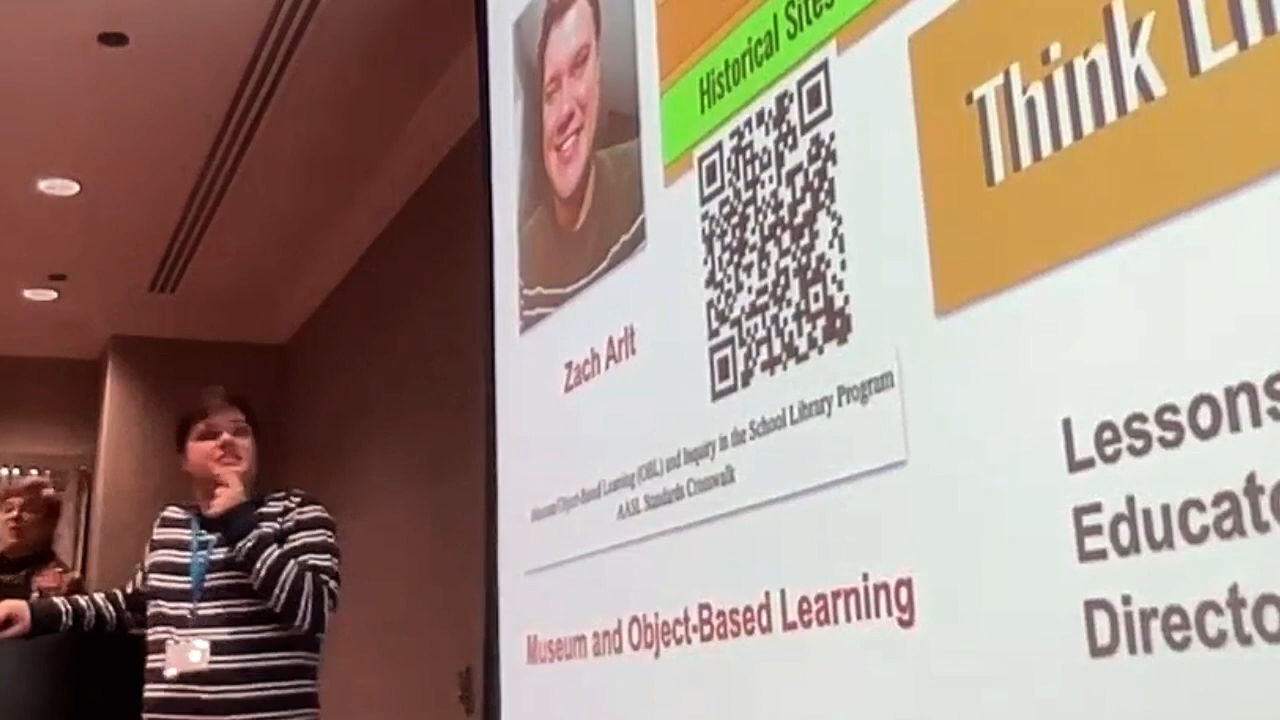 Historical Sites
Think Li
Zach Arlt
Museum/Object-Based Learning (OBL) and Inquiry in the School Library Program
AASL Standards Crosswalk
Museum and Object-Based Learning
Lessons
Educato
Directo